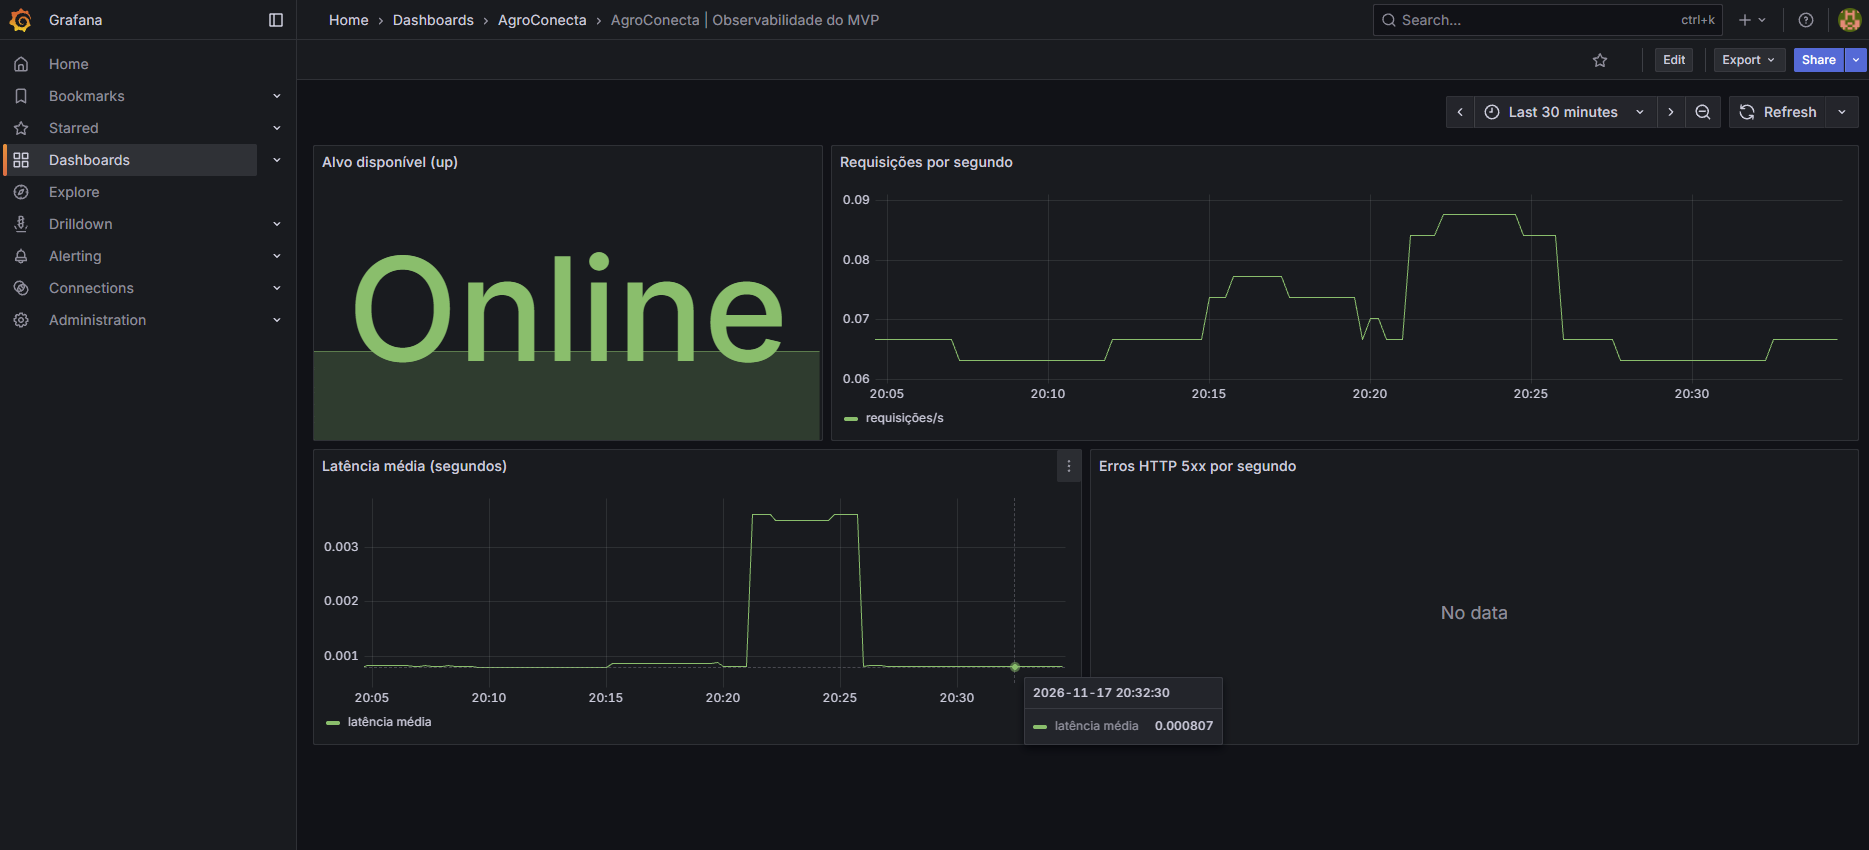 Grafana
Home › Dashboards › AgroConecta › AgroConecta | Observabilidade do MVP
Search...
ctrl+k
Home
Bookmarks
Starred
Dashboards
Explore
Drilldown
Alerting
Connections
Administration
Edit
Export
Share
Last 30 minutes
Refresh
Alvo disponível (up)
Online
Requisições por segundo
0.09
0.08
0.07
0.06
20:05
20:10
20:15
20:20
20:25
20:30
requisições/s
Latência média (segundos)
0.003
0.002
0.001
20:05
20:10
20:15
20:20
20:25
20:30
latência média
2026-11-17 20:32:30
latência média 0.000807
Erros HTTP 5xx por segundo
No data